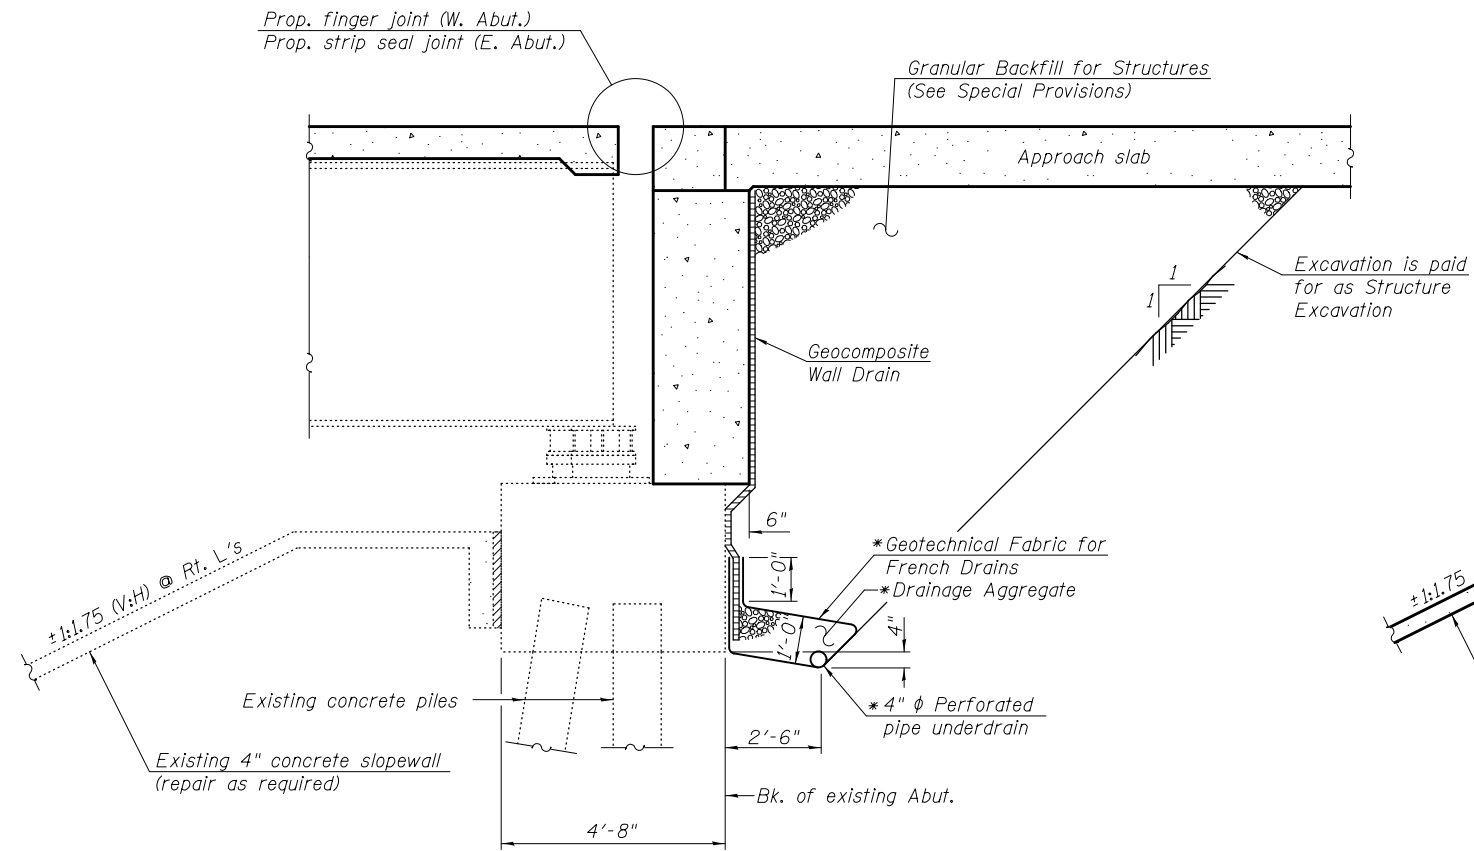 Prop. finger joint (W. Abut.)
Prop. strip seal joint (E. Abut.)
Granular Backfill for Structures
(See Special Provisions)
Approach slab
1
1
Excavation is paid
for as Structure
Excavation
Geocomposite
Wall Drain
6"
*Geotechnical Fabric for
French Drains
*Drainage Aggregate
1'-0"
1'-0"
4"
±1:1.75 (V:H) @ Rt. L's
±1:1.75
Existing concrete piles
*4" ϕ Perforated
pipe underdrain
2'-6"
Existing 4" concrete slopewall
(repair as required)
Bk. of existing Abut.
4'-8"